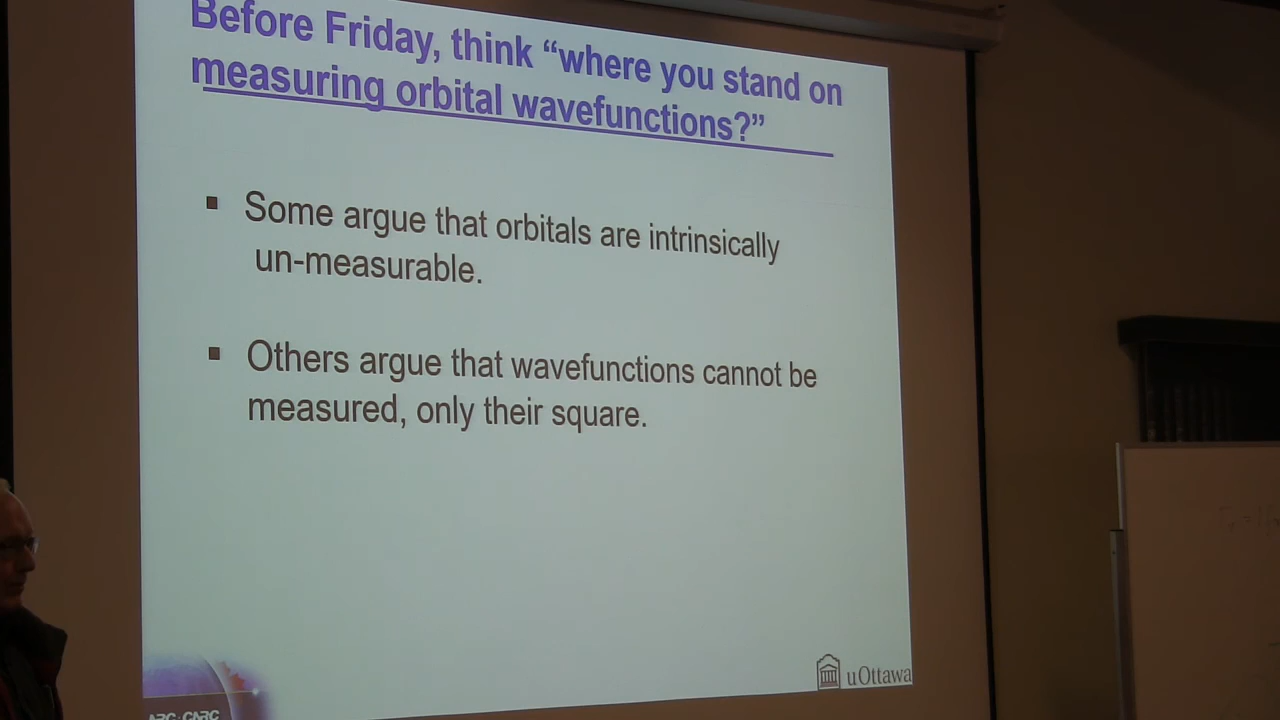 Before Friday, think “where you stand on
measuring orbital wavefunctions?”
▪ Some argue that orbitals are intrinsically
un-measurable.
▪ Others argue that wavefunctions cannot be
measured, only their square.
uOttawa